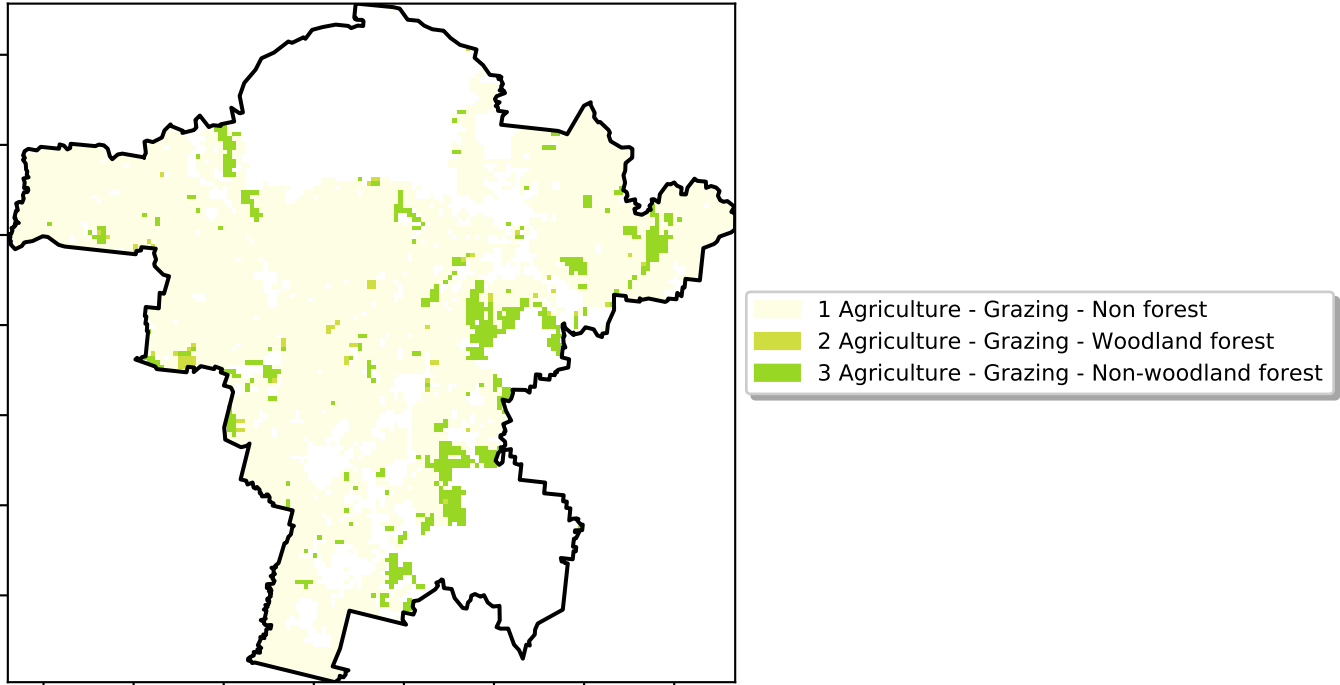 1 Agriculture - Grazing - Non forest
2 Agriculture - Grazing - Woodland forest
3 Agriculture - Grazing - Non-woodland forest